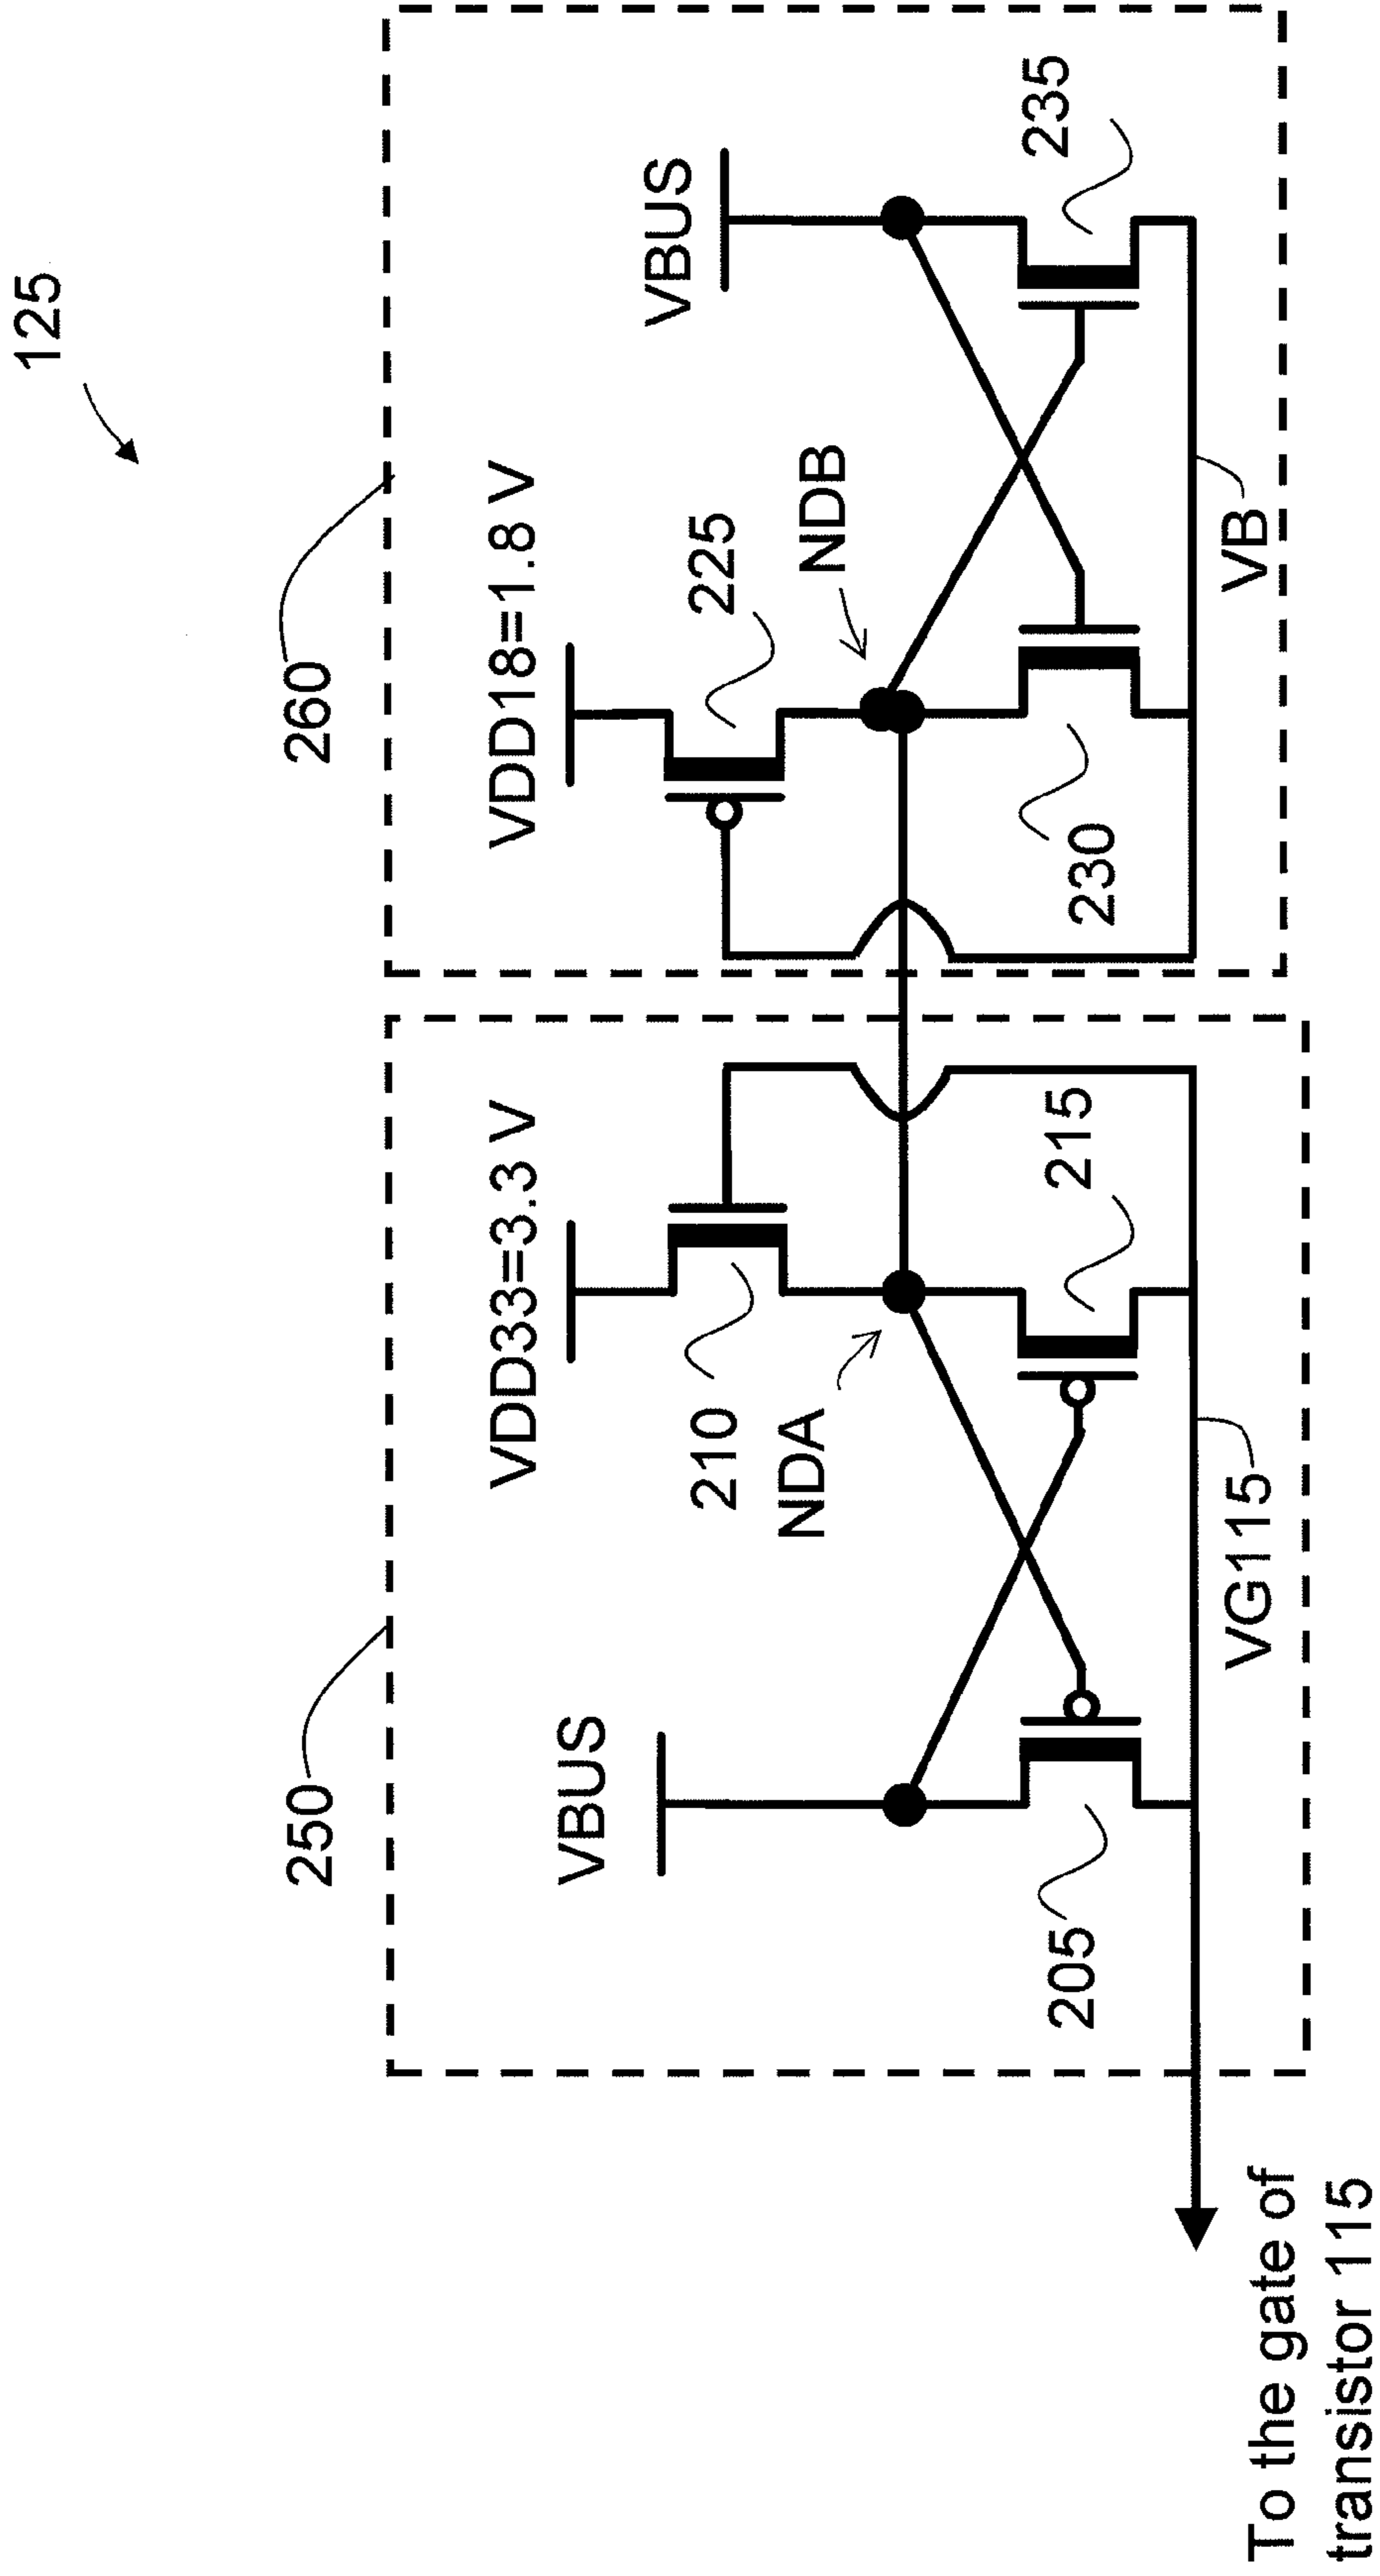 125
250
260
VDD33=3.3 V
VDD18=1.8 V
VBUS
VBUS
210
225
NDA
NDB
205
215
230
235
VG115
VB
To the gate of
transistor 115